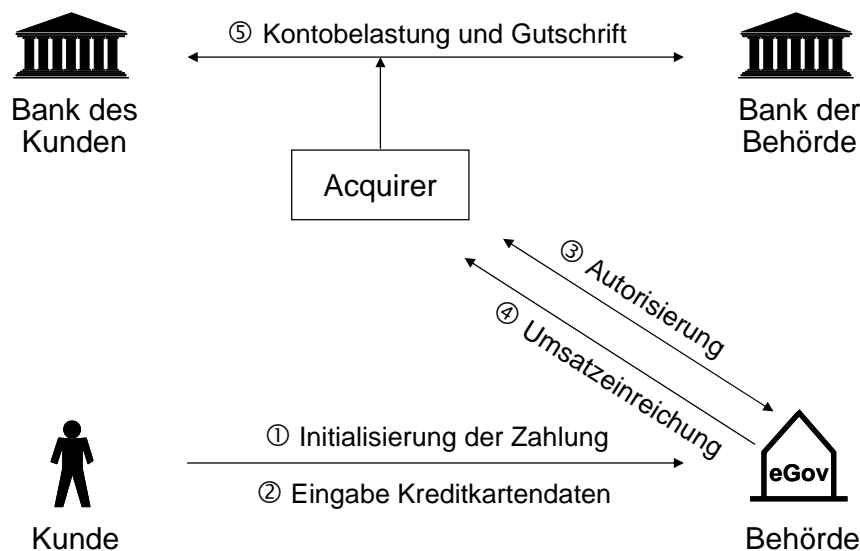 ⑤ Kontobelastung und Gutschrift
Bank des
Kunden
Bank der
Behörde
Acquirer
③ Autorisierung
④ Umsatzeinreichung
① Initialisierung der Zahlung
② Eingabe Kreditkartendaten
eGov
Kunde
Behörde